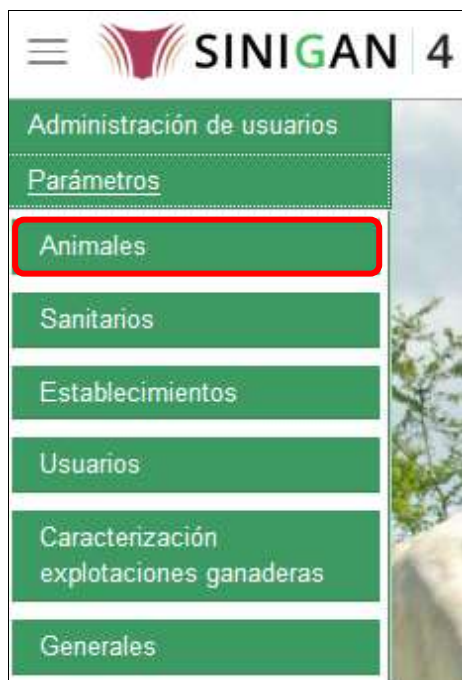 SINIGAN 4
Administración de usuarios
Parámetros
Animales
Sanitarios
Establecimientos
Usuarios
Caracterización
explotaciones ganaderas
Generales